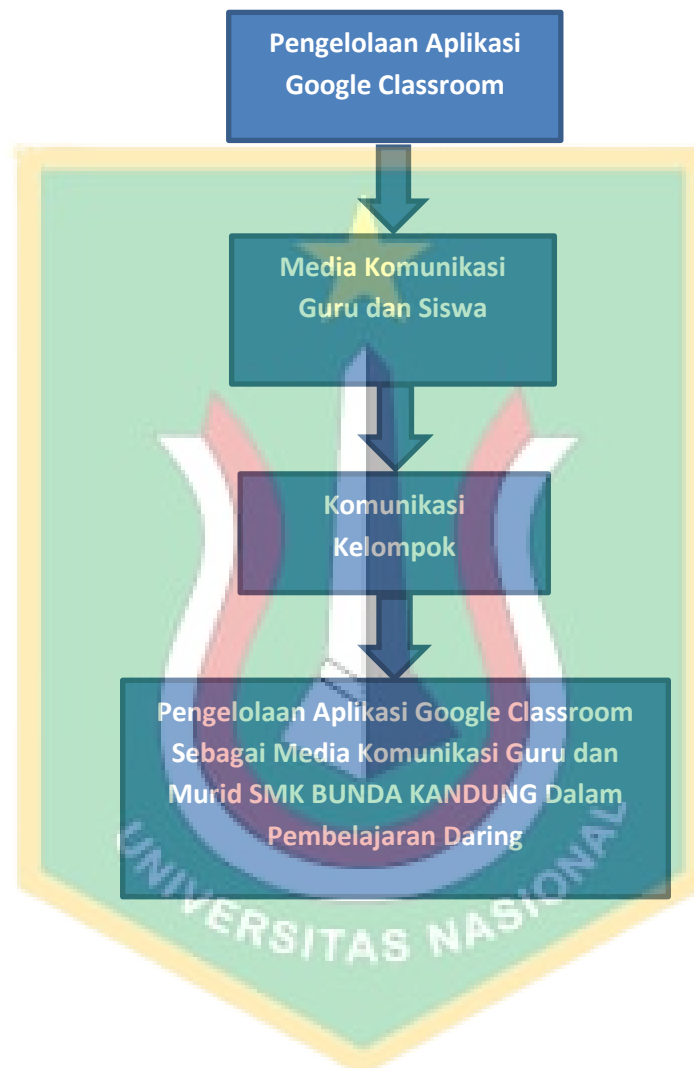 Pengelolaan Aplikasi
Google Classroom
Media Komunikasi
Guru dan Siswa
Komunikasi
Kelompok
Pengelolaan Aplikasi Google Classroom
Sebagai Media Komunikasi Guru dan
Murid SMK BUNDA KANDUNG Dalam
Pembelajaran Daring
UNIVERSITAS NASIONAL